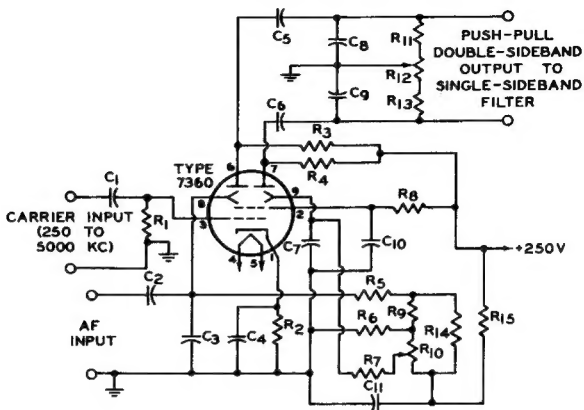 C5
C8
R11
PUSH-PULL
DOUBLE-SIDEBAND
OUTPUT TO
SINGLE-SIDEBAND
FILTER
R12
C6
C9
R13
R3
R4
TYPE
7360
6
7
9
8
2
3
4
5
1
C1
CARRIER INPUT
(250 TO
5000 KC)
R1
C7
C10
R8
+250V
C2
AF
INPUT
C3
C4
R2
R5
R6
R9
R7
R10
R14
R15
C11